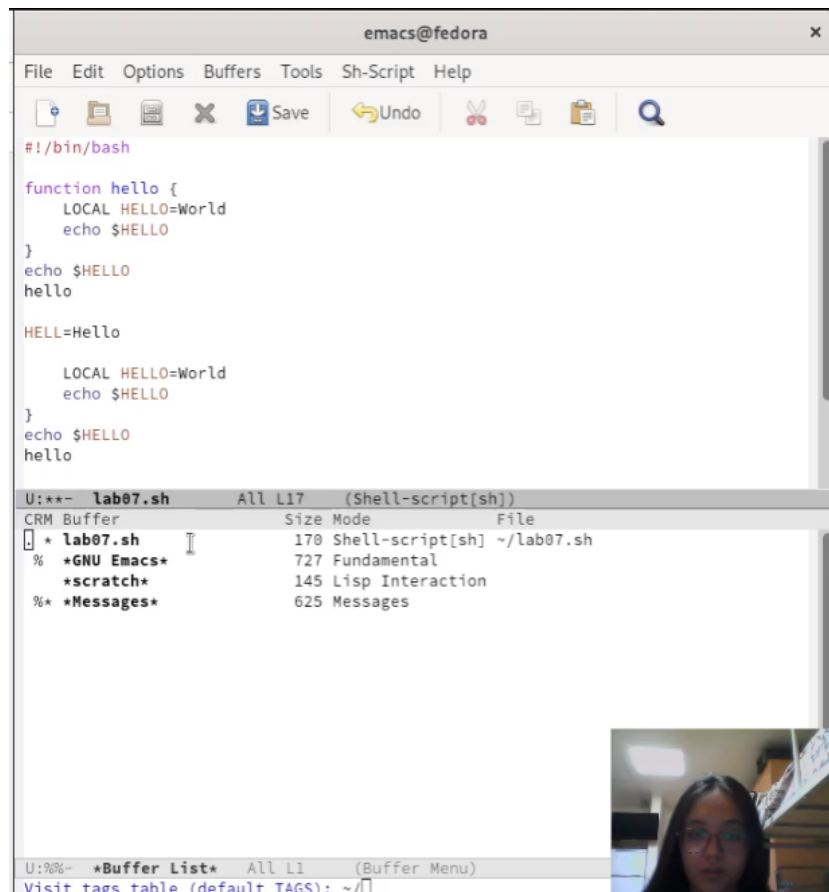 emacs@fedora ×
File Edit Options Buffers Tools Sh-Script Help
Save Undo
#!/bin/bash
function hello {
LOCAL HELLO=World
echo $HELLO
}
echo $HELLO
hello
HELL=Hello
LOCAL HELLO=World
echo $HELLO
}
echo $HELLO
hello
U:**- lab07.sh All L17 (Shell-script[sh])
CRM Buffer Size Mode File
. * lab07.sh 170 Shell-script[sh] ~/lab07.sh
% *GNU Emacs* 727 Fundamental
*scratch* 145 Lisp Interaction
%* *Messages* 625 Messages
U:%%- *Buffer List* All L1 (Buffer Menu)
Visit tags table (default TAGS): ~/